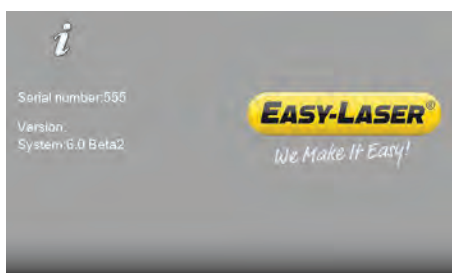 i
Serial number:555
Version:
System:6.0 Beta2
EASY-LASER®
We Make It Easy!